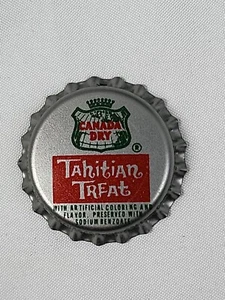 CANADA
DRY
®
Tahitian
TREAT
WITH ARTIFICIAL COLORING AND
FLAVOR. PRESERVED WITH
SODIUM BENZOATE